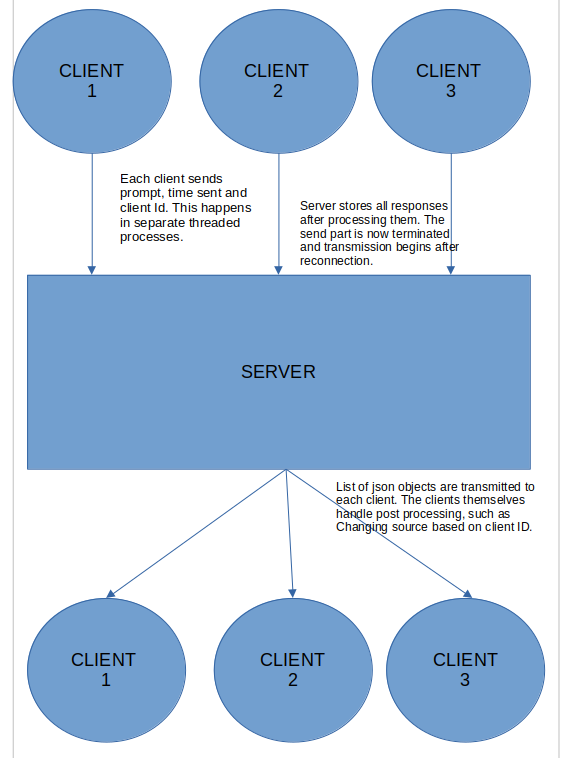 CLIENT
1
CLIENT
2
CLIENT
3
Each client sends
prompt, time sent and
client Id. This happens
in separate threaded
processes.
Server stores all responses
after processing them. The
send part is now terminated
and transmission begins after
reconnection.
SERVER
List of json objects are transmitted to
each client. The clients themselves
handle post processing, such as
Changing source based on client ID.
CLIENT
1
CLIENT
2
CLIENT
3